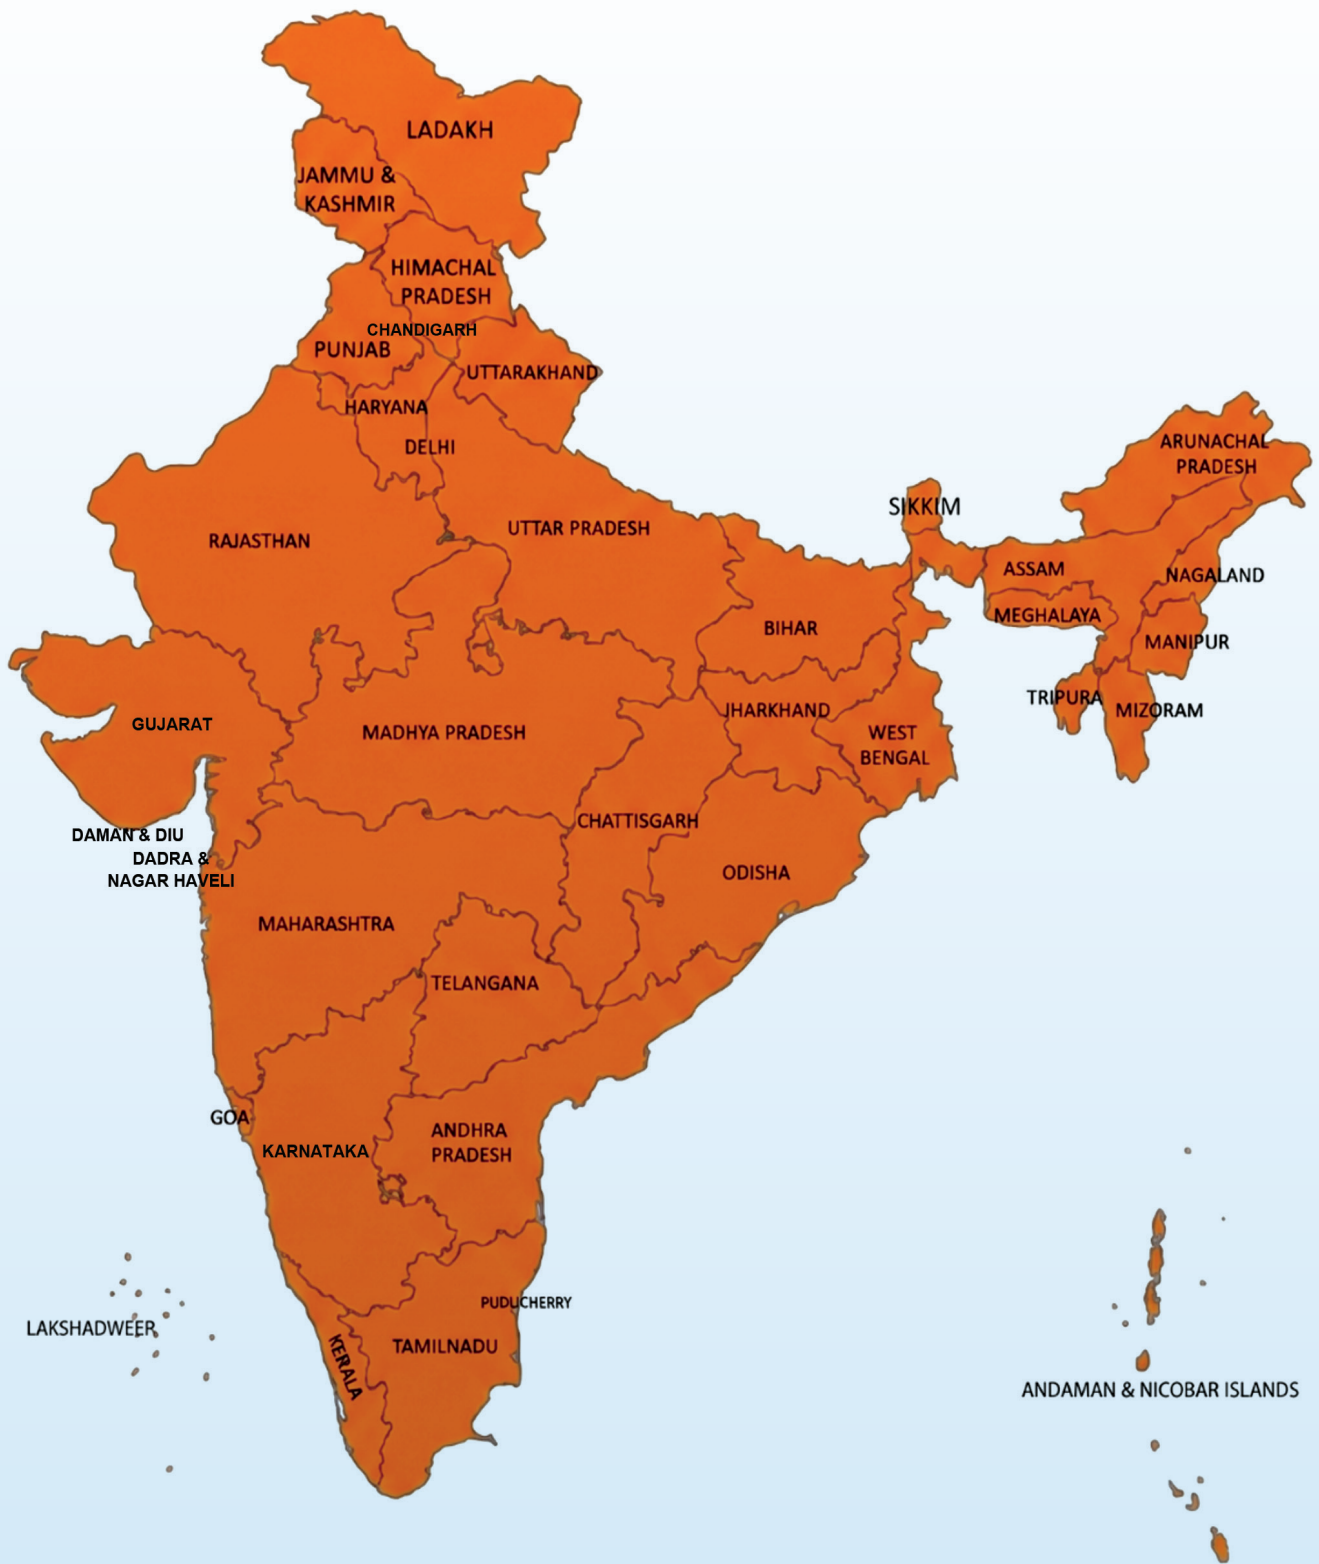 LADAKH
JAMMU &
KASHMIR
HIMACHAL
PRADESH
CHANDIGARH
PUNJAB
UTTARAKHAND
HARYANA
DELHI
ARUNACHAL
PRADESH
SIKKIM
UTTAR PRADESH
RAJASTHAN
ASSAM
NAGALAND
MEGHALAYA
BIHAR
MANIPUR
TRIPURA
MIZORAM
JHARKHAND
GUJARAT
MADHYA PRADESH
WEST
BENGAL
CHATTISGARH
DAMAN & DIU
DADRA &
NAGAR HAVELI
ODISHA
MAHARASHTRA
TELANGANA
GOA
ANDHRA
PRADESH
KARNATAKA
PUDUCHERRY
LAKSHADWEER
TAMILNADU
KERALA
ANDAMAN & NICOBAR ISLANDS